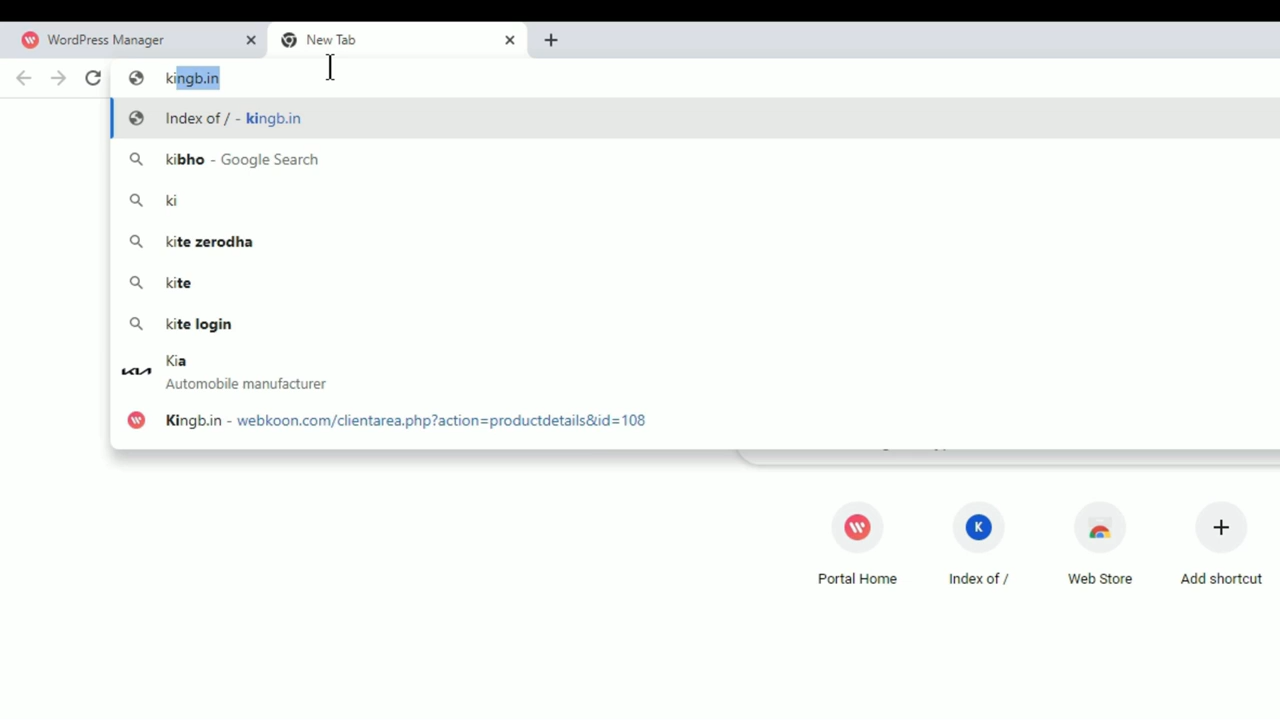 WordPress Manager
New Tab
kingb.in
Index of / - kingb.in
kibho - Google Search
ki
kite zerodha
kite
kite login
Kia
Automobile manufacturer
Kingb.in - webkoon.com/clientarea.php?action=productdetails&id=108
K
Portal Home
Index of /
Web Store
Add shortcut